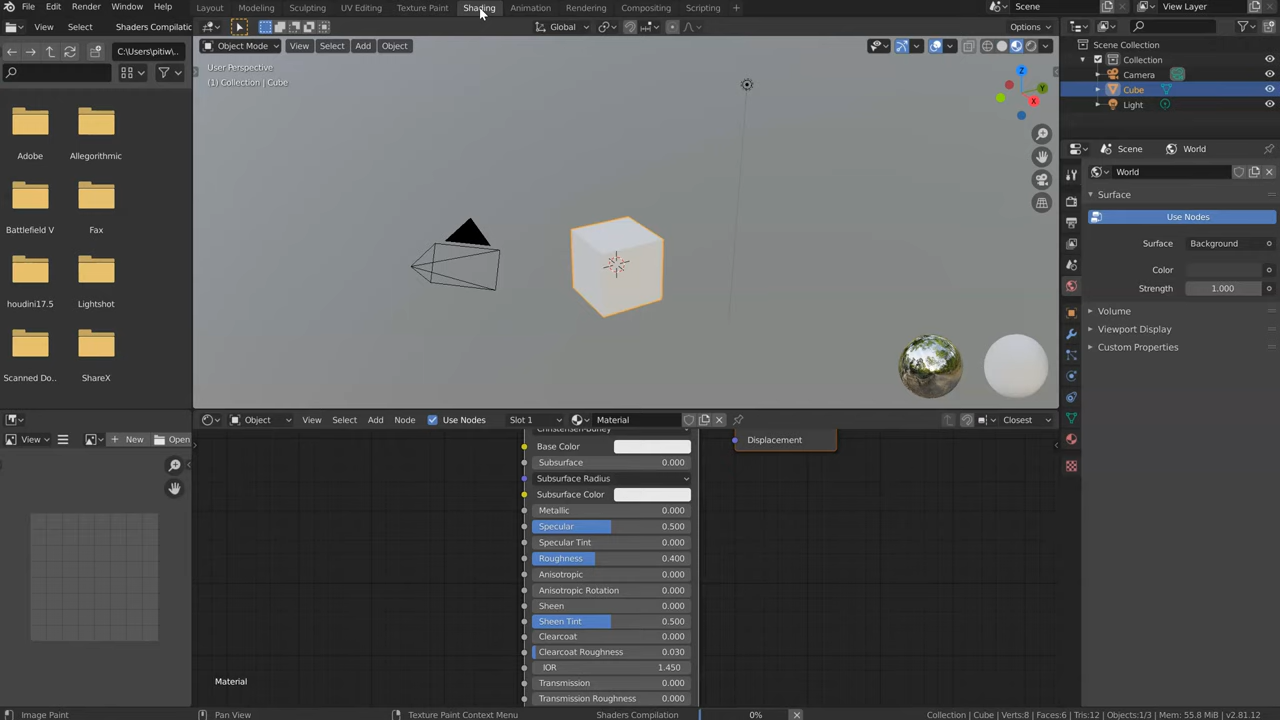 File Edit Render Window Help Layout Modeling Sculpting UV Editing Texture Paint Shading Animation Rendering Compositing Scripting + Scene View Layer
View Select Shaders Compilatio Global Options
C:\Users\pitiw\... Object Mode View Select Add Object
User Perspective
(1) Collection | Cube
Scene Collection
Collection
Camera
Cube
Light
Z
Y
X
Adobe Allegorithmic
Battlefield V Fax
houdini17.5 Lightshot
Scanned Do... ShareX
Scene World
World
Surface
Use Nodes
Surface Background
Color
Strength 1.000
Volume
Viewport Display
Custom Properties
View New Open
Object View Select Add Node Use Nodes Slot 1 Material Closest
Christensen-Burley
Base Color
Subsurface 0.000
Subsurface Radius
Subsurface Color
Metallic 0.000
Specular 0.500
Specular Tint 0.000
Roughness 0.400
Anisotropic 0.000
Anisotropic Rotation 0.000
Sheen 0.000
Sheen Tint 0.500
Clearcoat 0.000
Clearcoat Roughness 0.030
IOR 1.450
Transmission 0.000
Transmission Roughness 0.000
Displacement
Material
Image Paint Pan View Texture Paint Context Menu Shaders Compilation 0% Collection | Cube | Verts:8 | Faces:6 | Tris:12 | Objects:1/3 | Mem: 55.8 MiB | v2.81.12